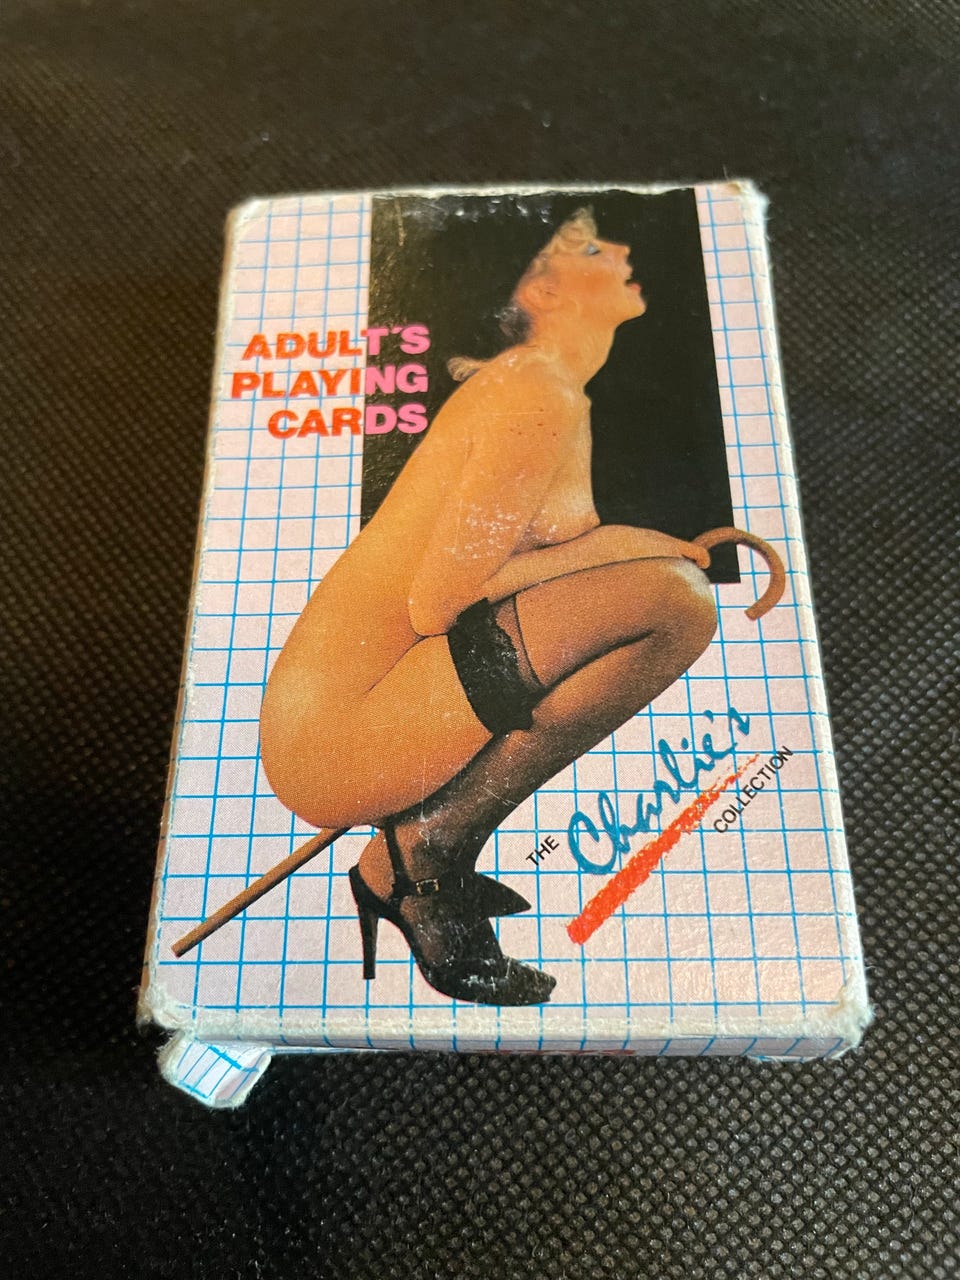 ADULT´S
PLAYING
CARDS
THE
Charlie's
COLLECTION